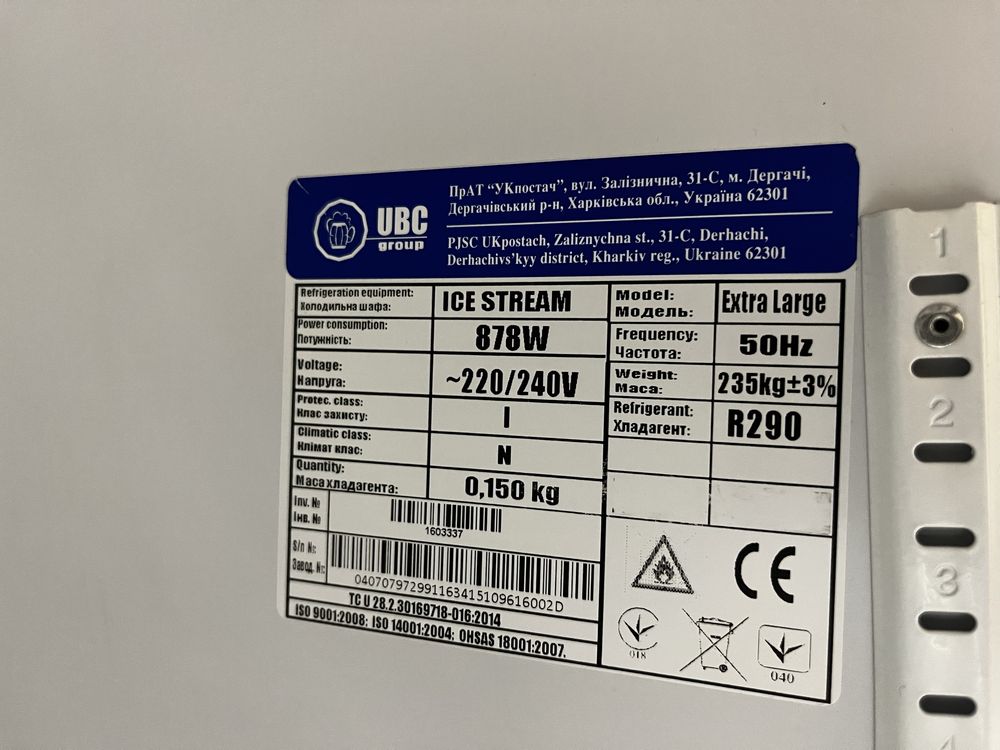 UBC
group
ПрАТ "УКпостач", вул. Залізнична, 31-С, м. Дергачі,
Дергачівський р-н, Харківська обл., Україна 62301
PJSC UKpostach, Zaliznychna st., 31-C, Derhachi,
Derhachivs'kyy district, Kharkiv reg., Ukraine 62301
Refrigeration equipment:
Холодильна шафа:
ICE STREAM
Model:
Модель:
Extra Large
Power consumption:
Потужність:
878W
Frequency:
Частота:
50Hz
Voltage:
Напруга:
~220/240V
Weight:
Маса:
235kg±3%
Protec. class:
Клас захисту:
I
Refrigerant:
Хладагент:
R290
Climatic class:
Клімат клас:
N
Quantity:
Маса хладагента:
0,150 kg
Inv. №
Інв. №
1603337
S/n №:
Завод. №:
040707972991163415109616002D
TC U 28.2.30169718-016:2014
ISO 9001:2008; ISO 14001:2004; OHSAS 18001:2007.
CE
018
040
1
2
3
4